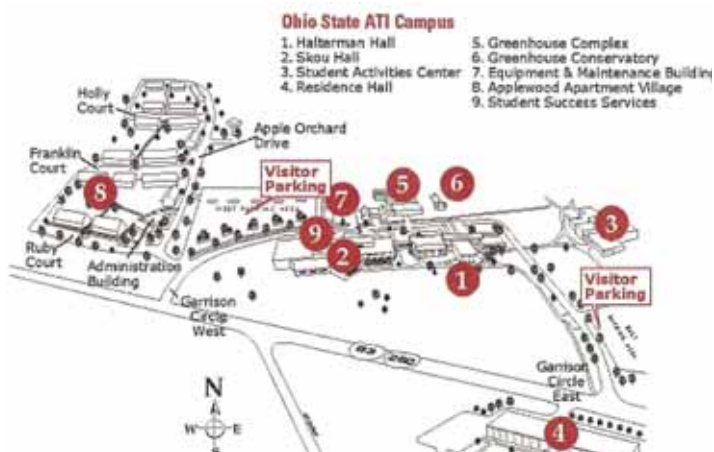 Ohio State ATI Campus
1. Halterman Hall
2. Skou Hall
3. Student Activities Center
4. Residence Hall
5. Greenhouse Complex
6. Greenhouse Conservatory
7. Equipment & Maintenance Building
8. Applewood Apartment Village
9. Student Success Services
Holly
Court
Apple Orchard
Drive
Franklin
Court
Visitor
Parking
8
7
5
6
3
9
2
1
Ruby
Court
Administration
Building
Garrison
Circle
West
Visitor
Parking
83
250
Garrison
Circle
East
4
N
W
E
S